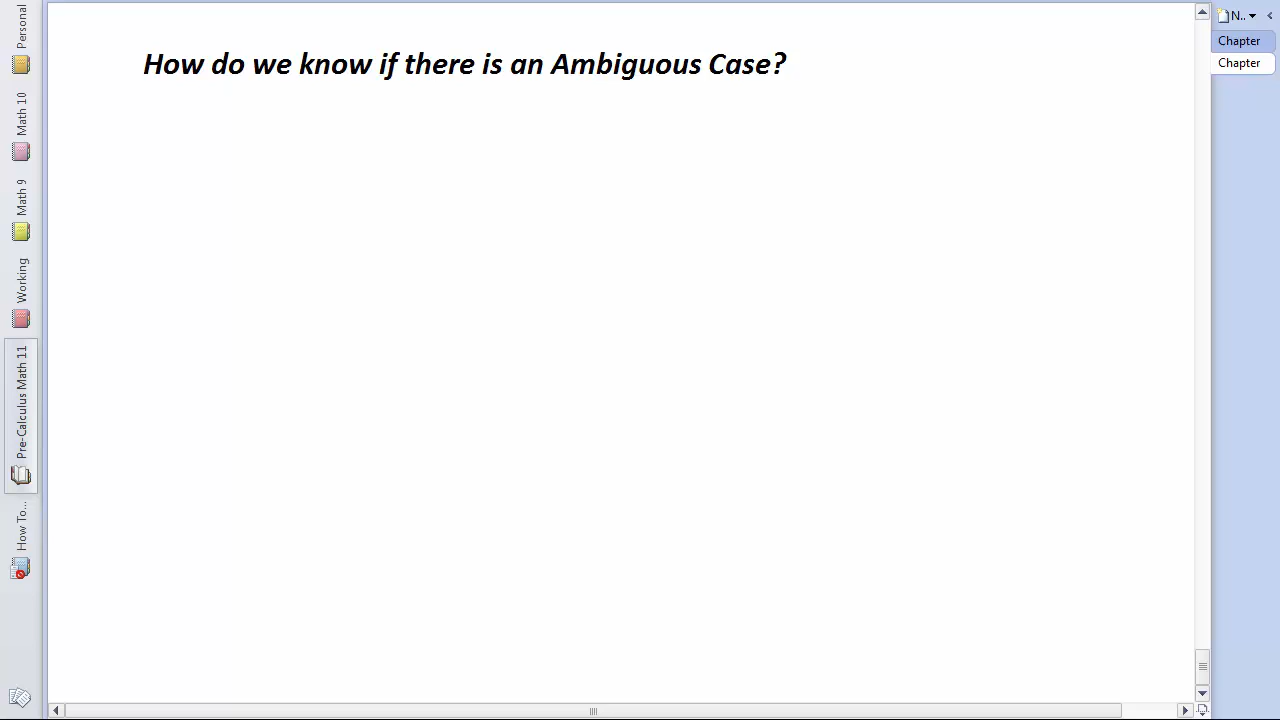 How do we know if there is an Ambiguous Case?
Personal
Math 10
Math 9
Working
Pre-Calculus Math 11
How To...
N..
Chapter
Chapter